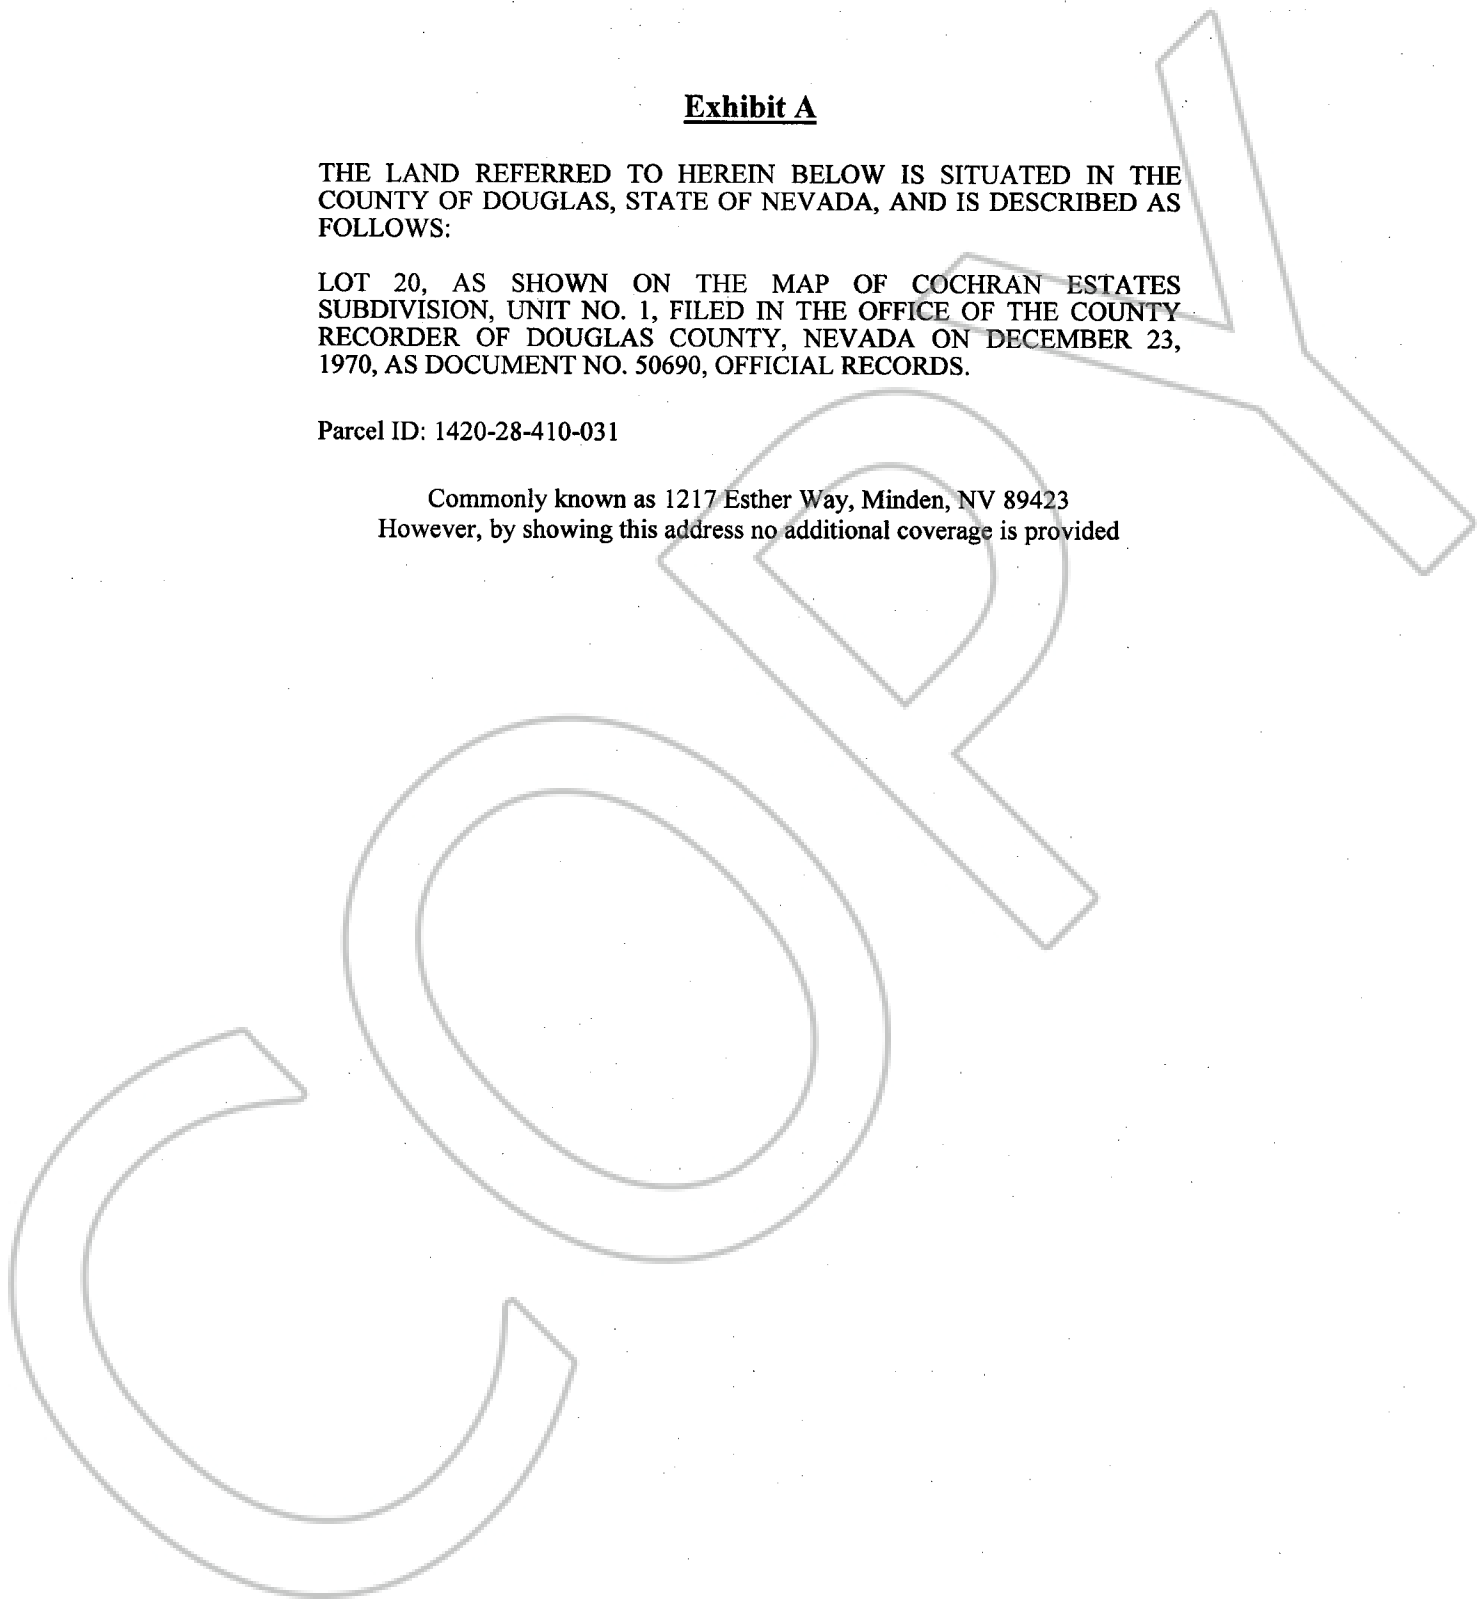 Exhibit A
THE LAND REFERRED TO HEREIN BELOW IS SITUATED IN THE
COUNTY OF DOUGLAS, STATE OF NEVADA, AND IS DESCRIBED AS
FOLLOWS:
LOT 20, AS SHOWN ON THE MAP OF COCHRAN ESTATES
SUBDIVISION, UNIT NO. 1, FILED IN THE OFFICE OF THE COUNTY
RECORDER OF DOUGLAS COUNTY, NEVADA ON DECEMBER 23,
1970, AS DOCUMENT NO. 50690, OFFICIAL RECORDS.
Parcel ID: 1420-28-410-031
Commonly known as 1217 Esther Way, Minden, NV 89423
However, by showing this address no additional coverage is provided
COPY